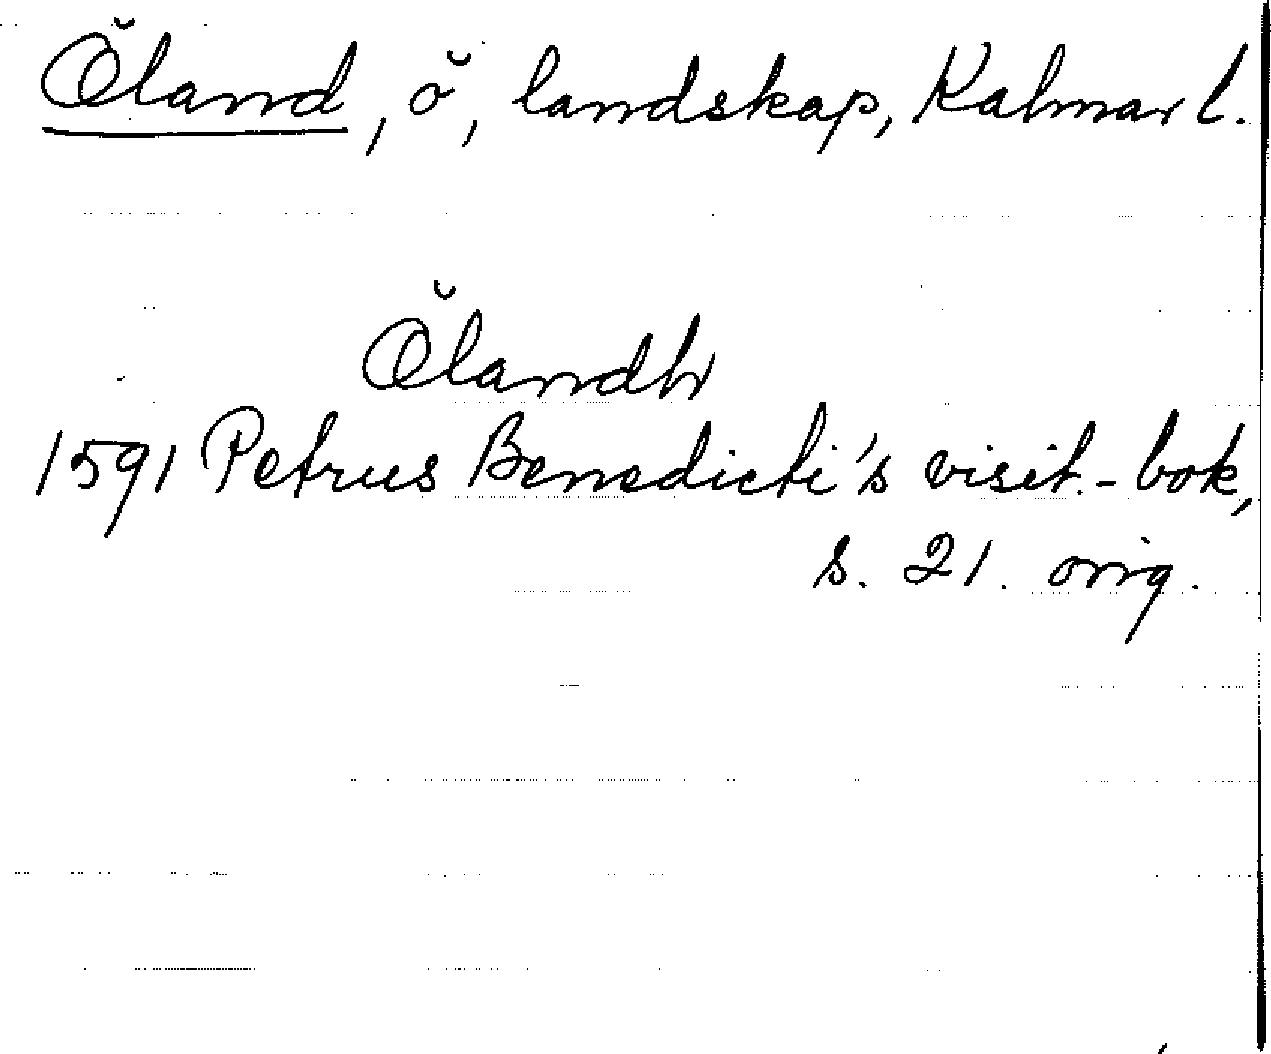 Öland, ö, landskap, Kalmar l.
Ölandh
1591 Petrus Benedicti's visit.-bok,
s. 21. orig.